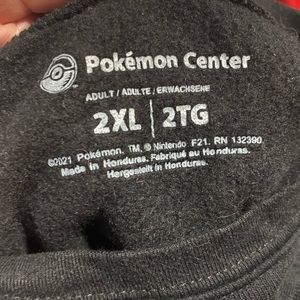 Pokémon Center
ADULT / ADULTE / ERWACHSENE
2XL | 2TG
©2021 Pokémon. TM, ® Nintendo F21. RN 132390
Made in Honduras. Fabriqué au Honduras.
Hergestellt in Honduras.